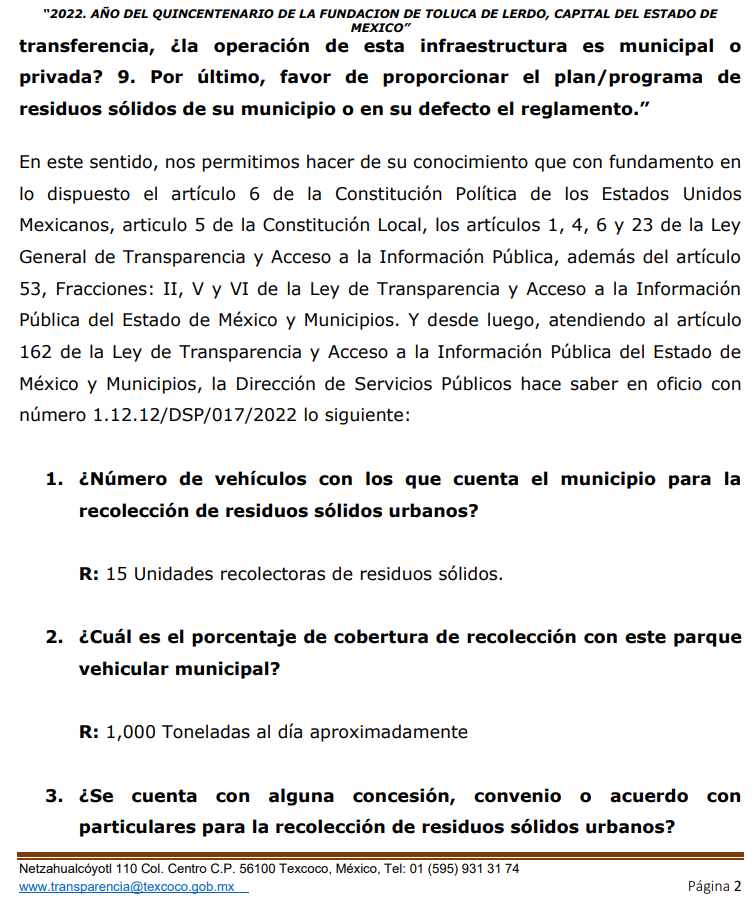 “2022. AÑO DEL QUINCENTENARIO DE LA FUNDACION DE TOLUCA DE LERDO, CAPITAL DEL ESTADO DE
MEXICO”
transferencia, ¿la operación de esta infraestructura es municipal o
privada? 9. Por último, favor de proporcionar el plan/programa de
residuos sólidos de su municipio o en su defecto el reglamento.”
En este sentido, nos permitimos hacer de su conocimiento que con fundamento en
lo dispuesto el artículo 6 de la Constitución Política de los Estados Unidos
Mexicanos, articulo 5 de la Constitución Local, los artículos 1, 4, 6 y 23 de la Ley
General de Transparencia y Acceso a la Información Pública, además del artículo
53, Fracciones: II, V y VI de la Ley de Transparencia y Acceso a la Información
Pública del Estado de México y Municipios. Y desde luego, atendiendo al artículo
162 de la Ley de Transparencia y Acceso a la Información Pública del Estado de
México y Municipios, la Dirección de Servicios Públicos hace saber en oficio con
número 1.12.12/DSP/017/2022 lo siguiente:
1. ¿Número de vehículos con los que cuenta el municipio para la
recolección de residuos sólidos urbanos?
R: 15 Unidades recolectoras de residuos sólidos.
2. ¿Cuál es el porcentaje de cobertura de recolección con este parque
vehicular municipal?
R: 1,000 Toneladas al día aproximadamente
3. ¿Se cuenta con alguna concesión, convenio o acuerdo con
particulares para la recolección de residuos sólidos urbanos?
Netzahualcóyotl 110 Col. Centro C.P. 56100 Texcoco, México, Tel: 01 (595) 931 31 74
www.transparencia@texcoco.gob.mx Página 2